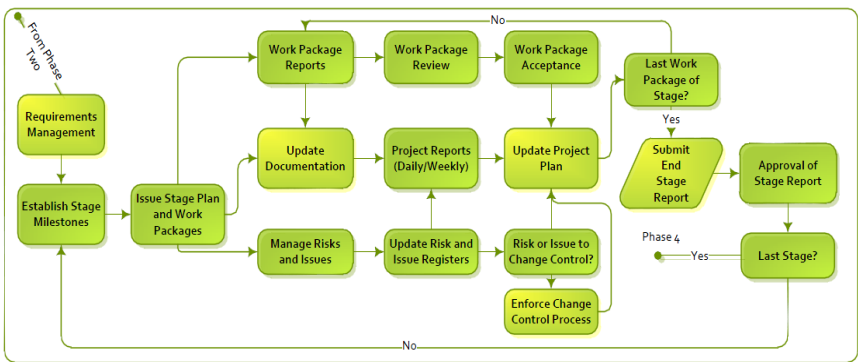 No
From Phase
Two
Work Package
Reports
Work Package
Review
Work Package
Acceptance
Last Work
Package of
Stage?
Requirements
Management
Yes
Update
Documentation
Project Reports
(Daily/Weekly)
Update Project
Plan
Submit
End
Stage
Report
Approval of
Stage Report
Establish Stage
Milestones
Issue Stage Plan
and Work
Packages
Manage Risks
and Issues
Update Risk and
Issue Registers
Risk or Issue to
Change Control?
Phase 4
Yes
Last Stage?
Enforce Change
Control Process
No